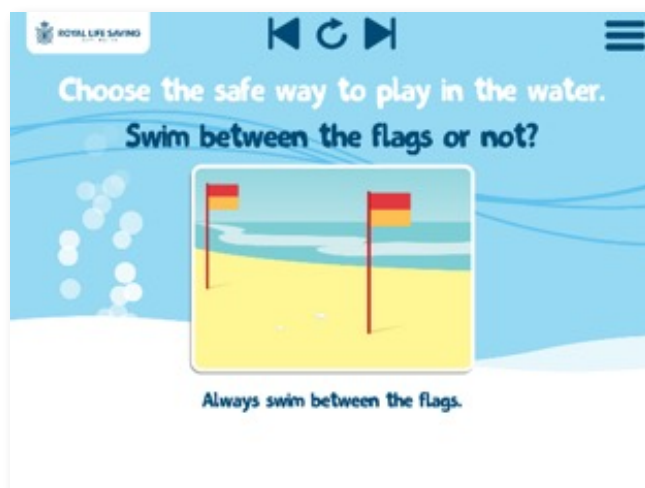 ROYAL LIFE SAVING
Choose the safe way to play in the water.
Swim between the flags or not?
Always swim between the flags.